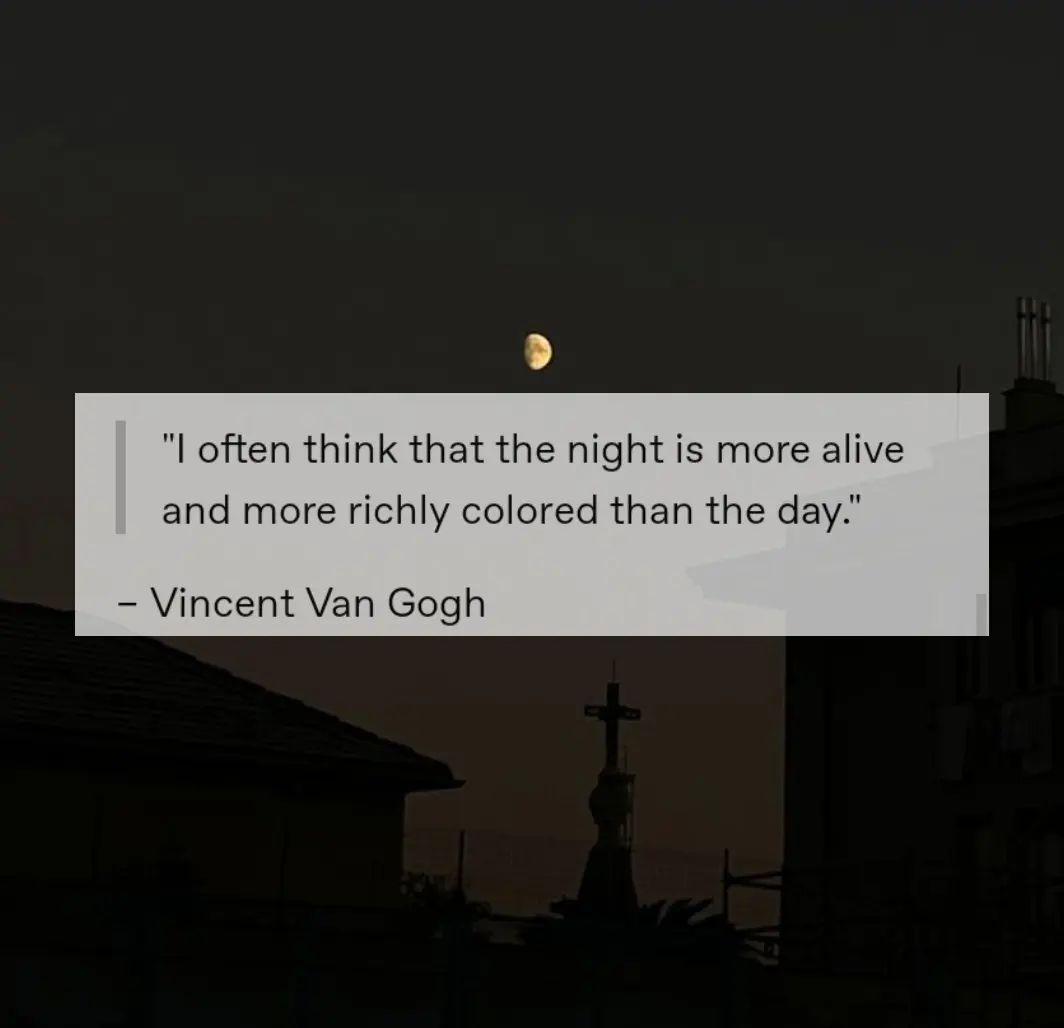 "I often think that the night is more alive
and more richly colored than the day."
– Vincent Van Gogh